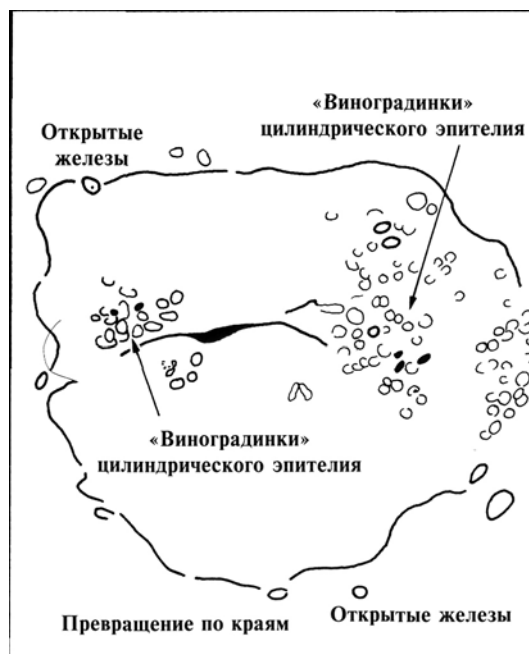 «Виноградинки»
цилиндрического эпителия
Открытые
железы
«Виноградинки»
цилиндрического эпителия
Превращение по краям
Открытые железы